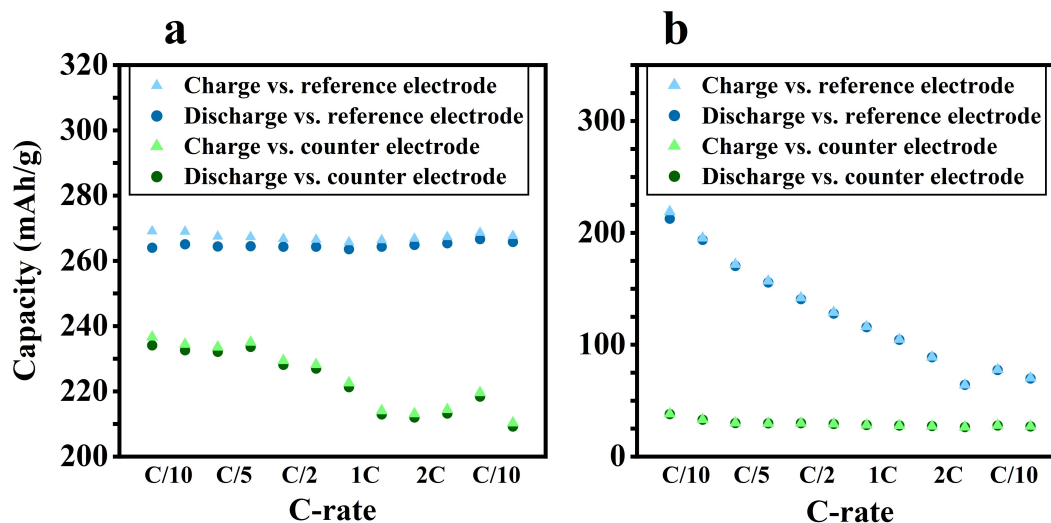 a
Capacity (mAh/g)
320
300
280
260
240
220
200
Charge vs. reference electrode
Discharge vs. reference electrode
Charge vs. counter electrode
Discharge vs. counter electrode
C/10 C/5 C/2 1C 2C C/10
C-rate
b
300
200
100
0
Charge vs. reference electrode
Discharge vs. reference electrode
Charge vs. counter electrode
Discharge vs. counter electrode
C/10 C/5 C/2 1C 2C C/10
C-rate